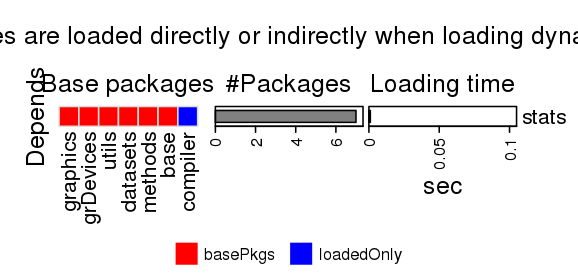 es are loaded directly or indirectly when loading dyna
Base packages #Packages Loading time
Depends
stats
0 2 4 6 0 0.05 0.1
graphics
grDevices
utils
datasets
methods
base
compiler
sec
basePkgs loadedOnly